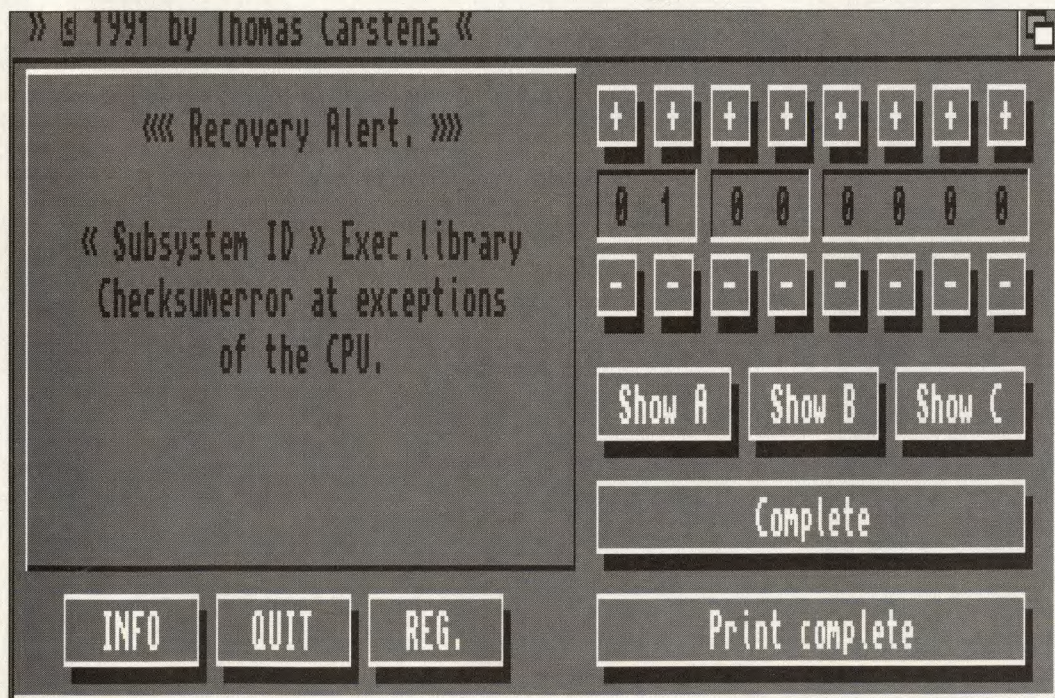 » © 1991 by Thomas Carstens «
«« Recovery Alert. »»
« Subsystem ID » Exec.library
Checksumerror at exceptions
of the CPU.
+ + + + + + + +
0 1 0 0 0 0 0 0
- - - - - - - -
Show A Show B Show C
Complete
Print complete
INFO QUIT REG.